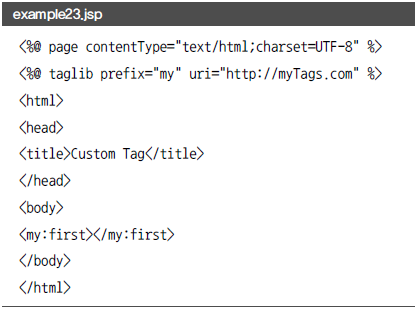 example23.jsp
<%@ page contentType="text/html;charset=UTF-8" %>
<%@ taglib prefix="my" uri="http://myTags.com" %>
<html>
<head>
<title>Custom Tag</title>
</head>
<body>
<my:first></my:first>
</body>
</html>